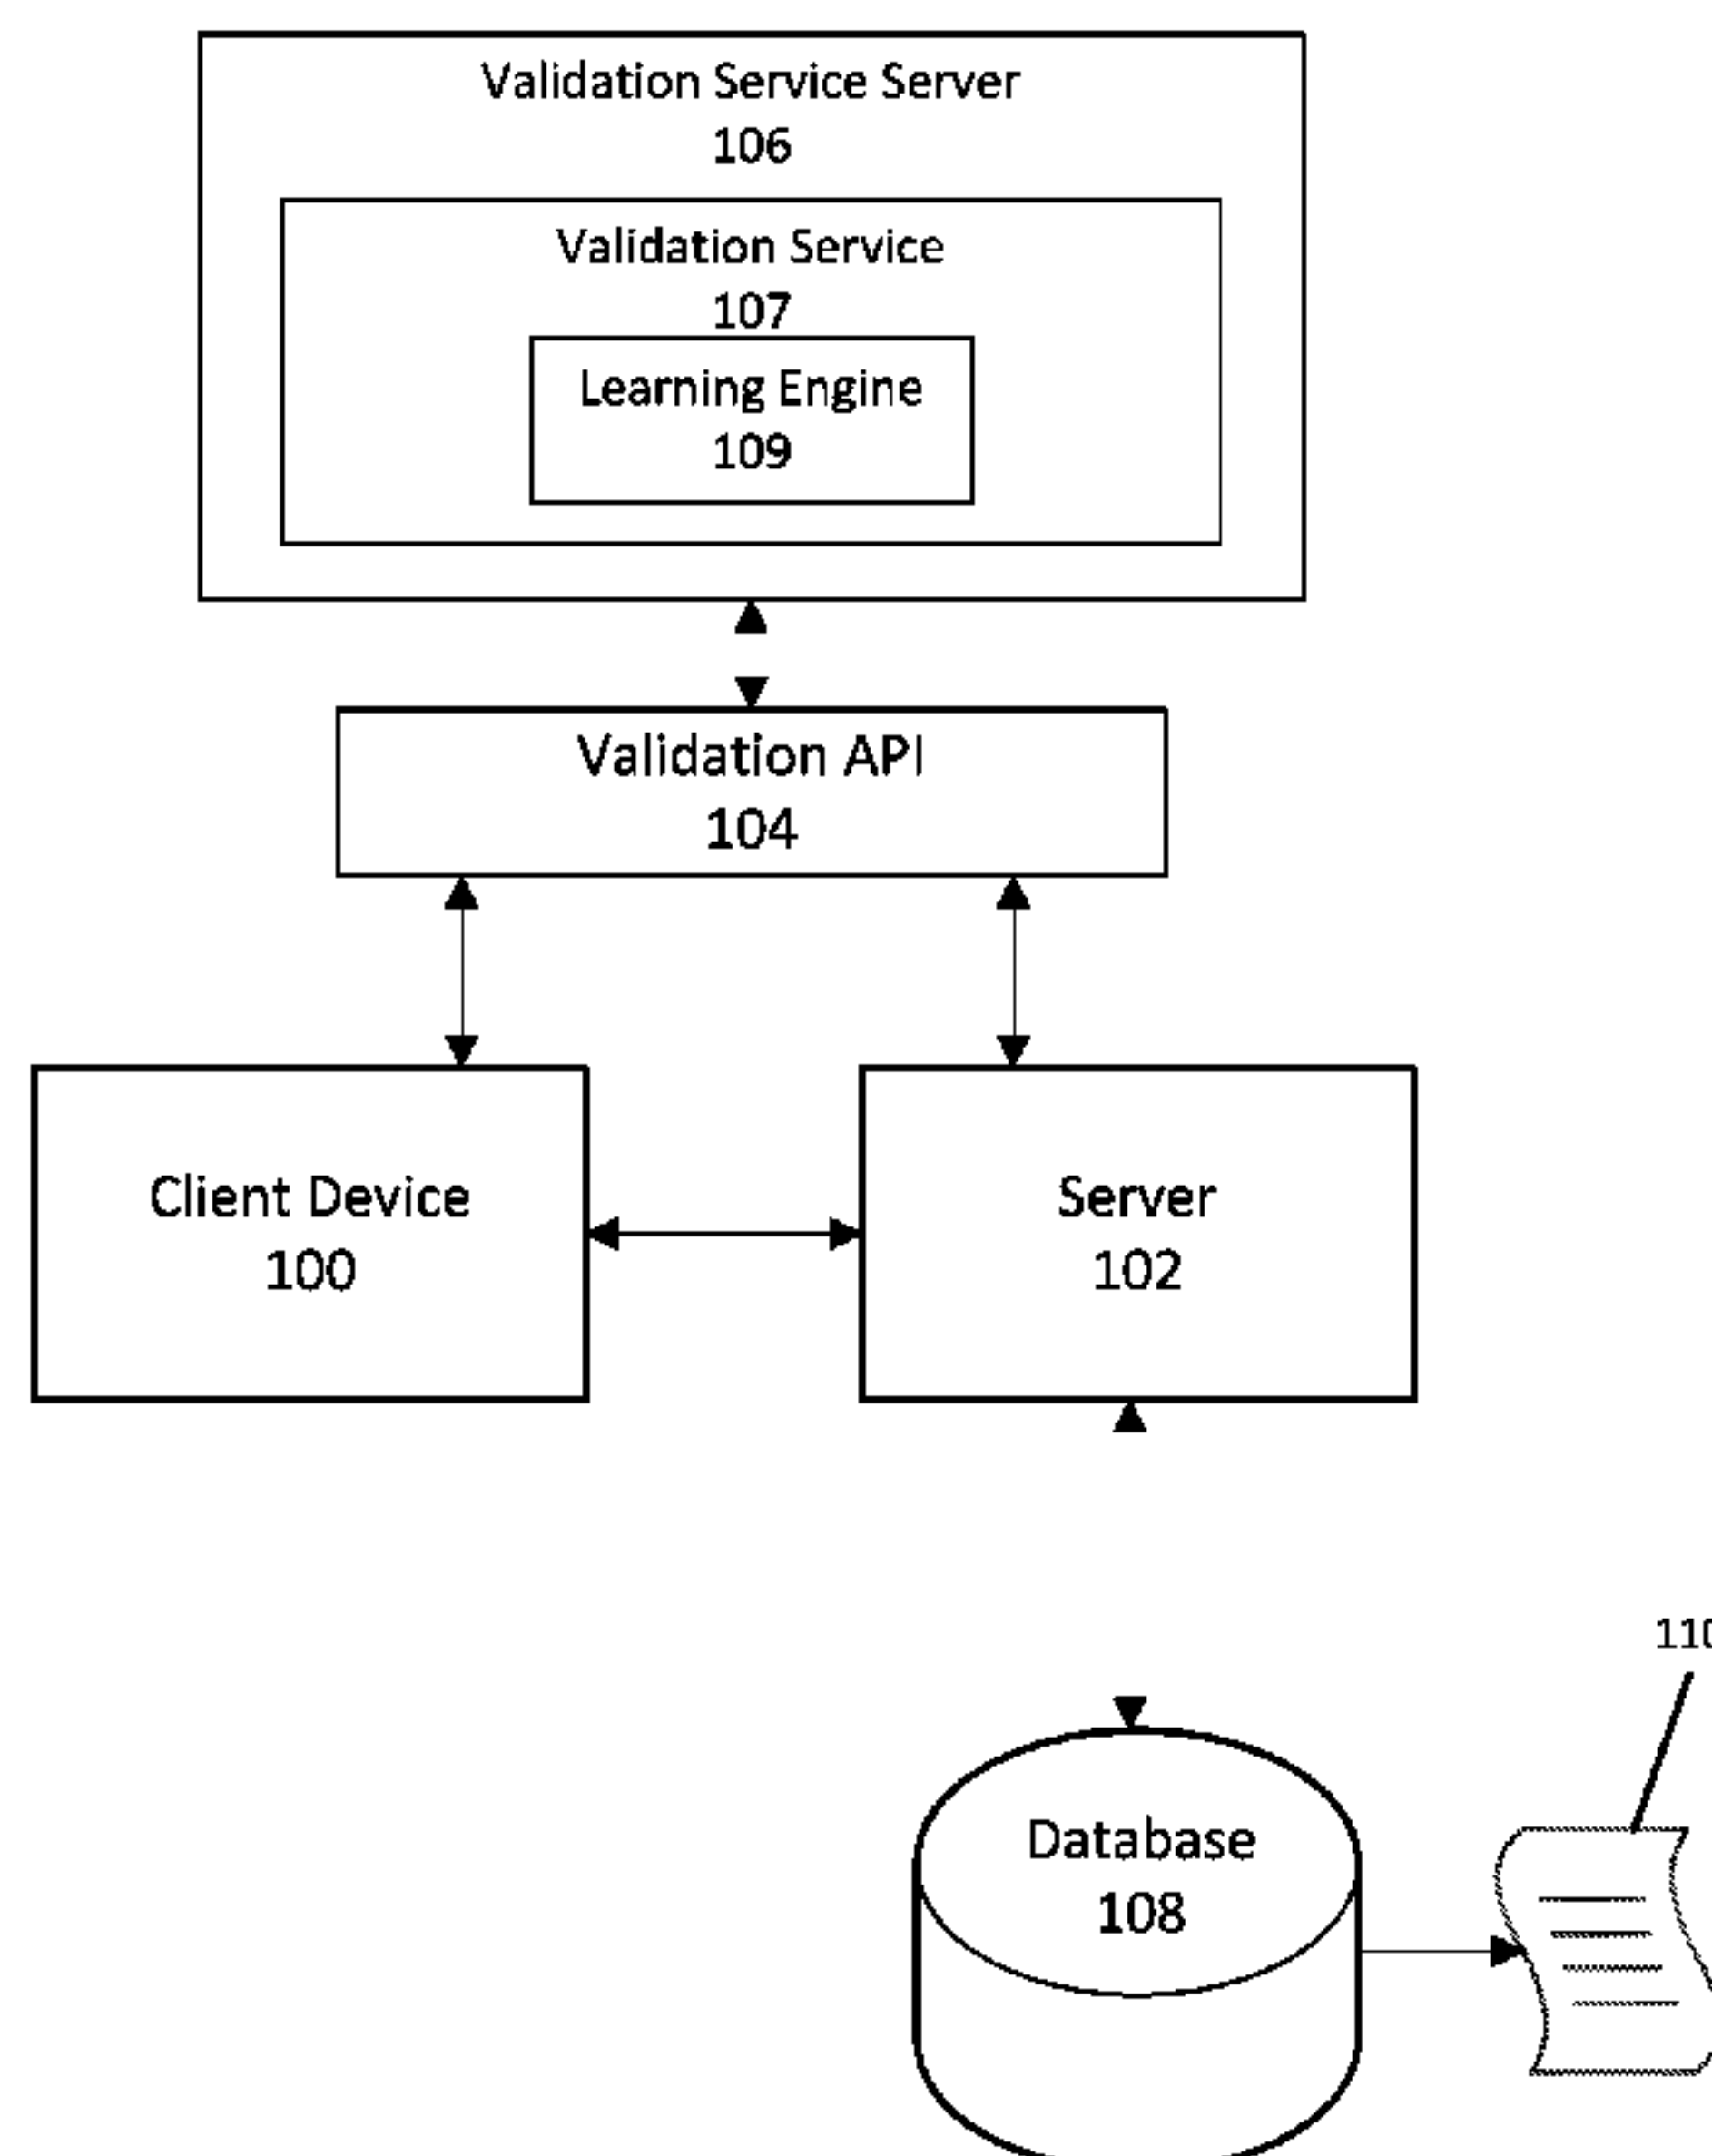 Validation Service Server
106
Validation Service
107
Learning Engine
109
Validation API
104
Client Device
100
Server
102
110
Database
108